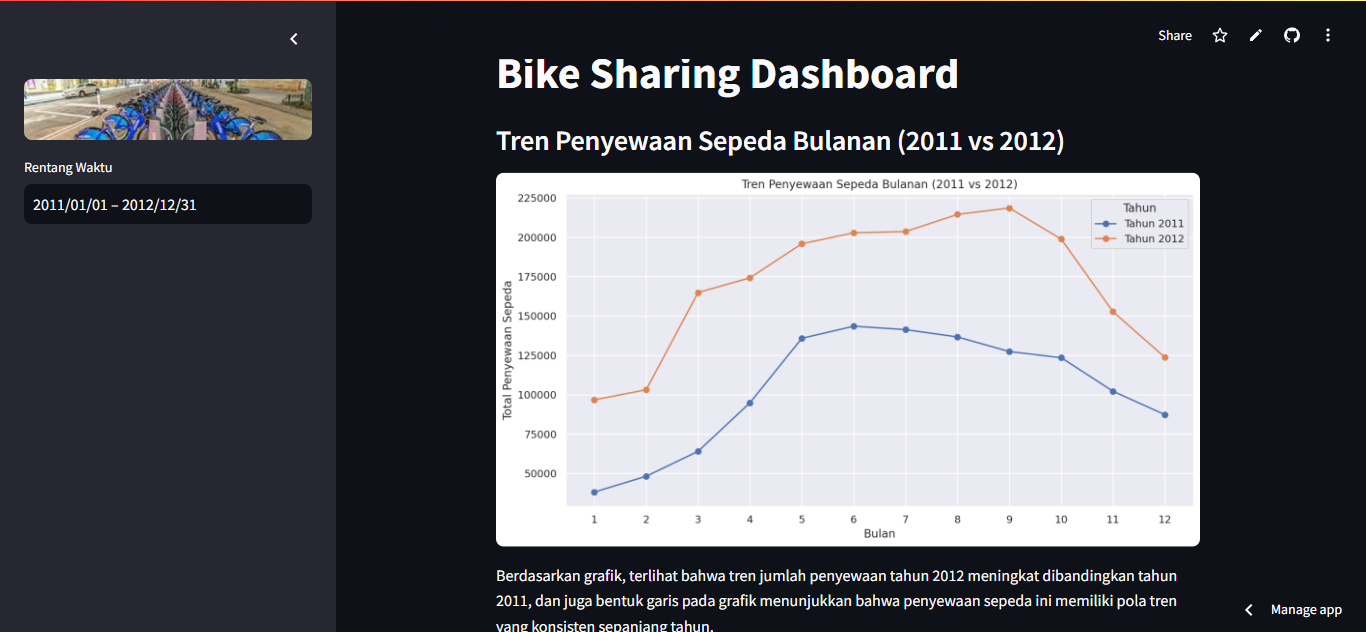 Share
Rentang Waktu
2011/01/01 – 2012/12/31
Bike Sharing Dashboard
Tren Penyewaan Sepeda Bulanan (2011 vs 2012)
Tren Penyewaan Sepeda Bulanan (2011 vs 2012)
Total Penyewaan Sepeda
225000
200000
175000
150000
125000
100000
75000
50000
Tahun
Tahun 2011
Tahun 2012
1 2 3 4 5 6 7 8 9 10 11 12
Bulan
Berdasarkan grafik, terlihat bahwa tren jumlah penyewaan tahun 2012 meningkat dibandingkan tahun
2011, dan juga bentuk garis pada grafik menunjukkan bahwa penyewaan sepeda ini memiliki pola tren
yang konsisten sepanjang tahun.
Manage app